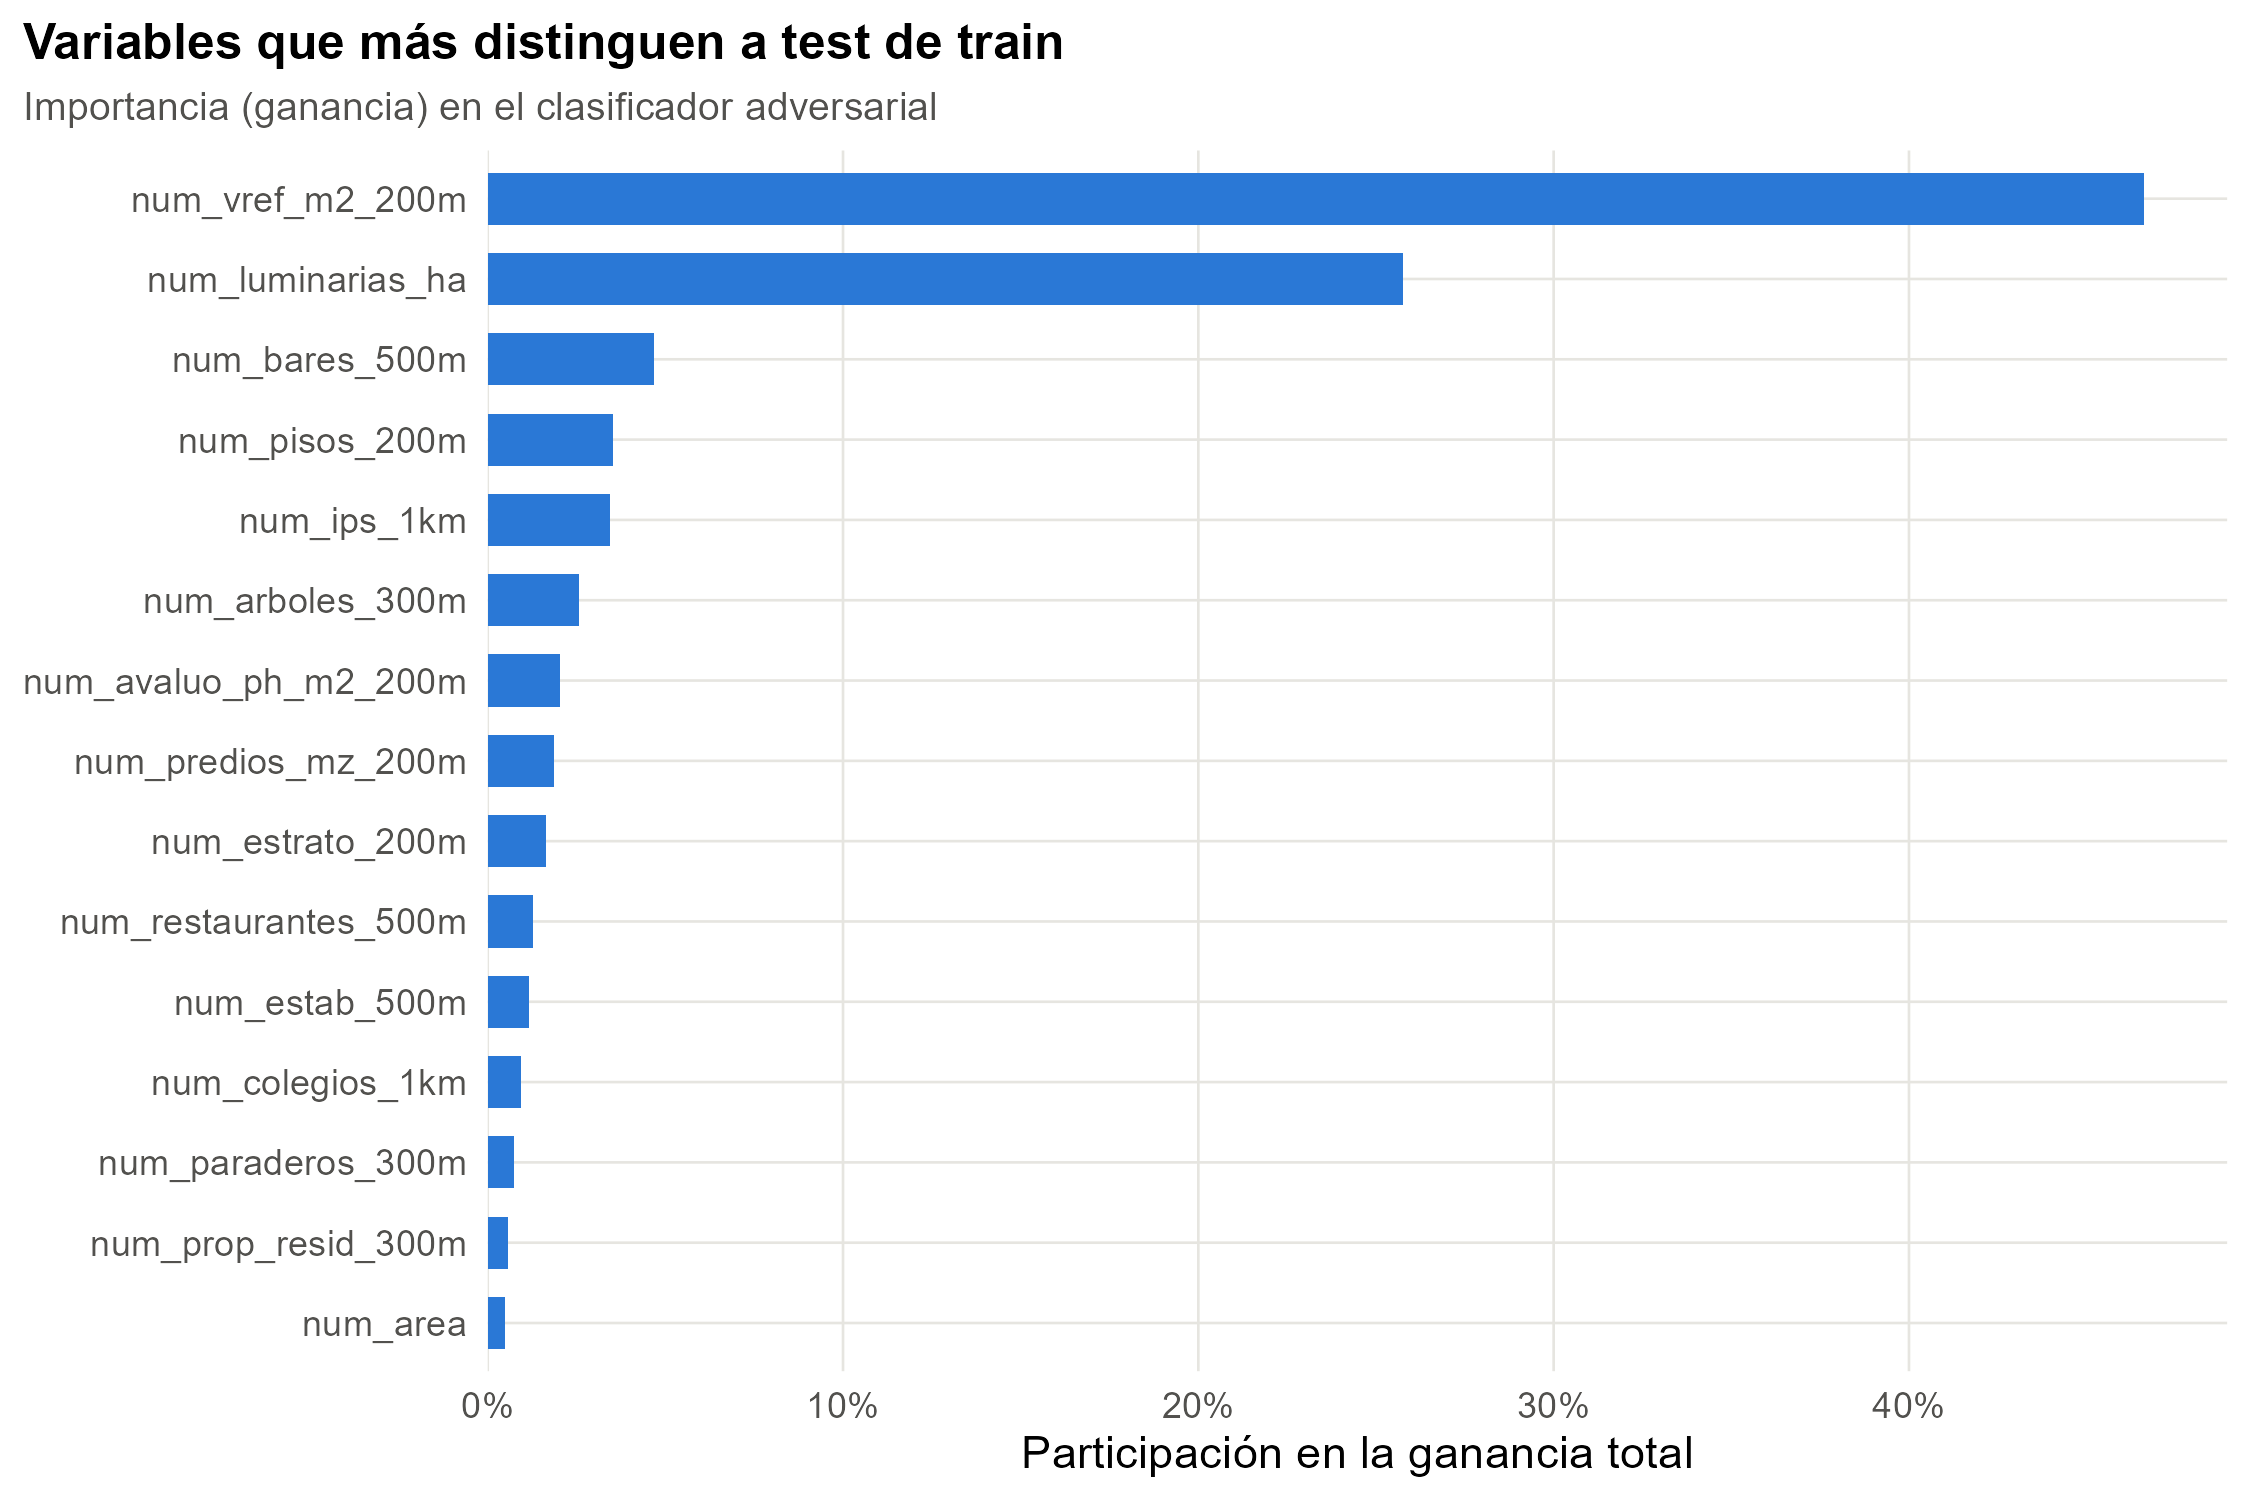 Variables que más distinguen a test de train
Importancia (ganancia) en el clasificador adversarial
num_vref_m2_200m
num_luminarias_ha
num_bares_500m
num_pisos_200m
num_ips_1km
num_arboles_300m
num_avaluo_ph_m2_200m
num_predios_mz_200m
num_estrato_200m
num_restaurantes_500m
num_estab_500m
num_colegios_1km
num_paraderos_300m
num_prop_resid_300m
num_area
0% 10% 20% 30% 40%
Participación en la ganancia total